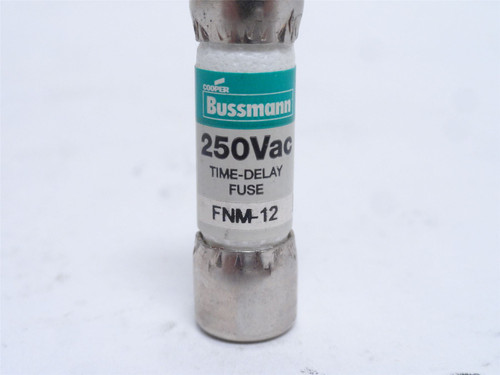 COOPER
Bussmann
250Vac
TIME-DELAY
FUSE
FNM-12